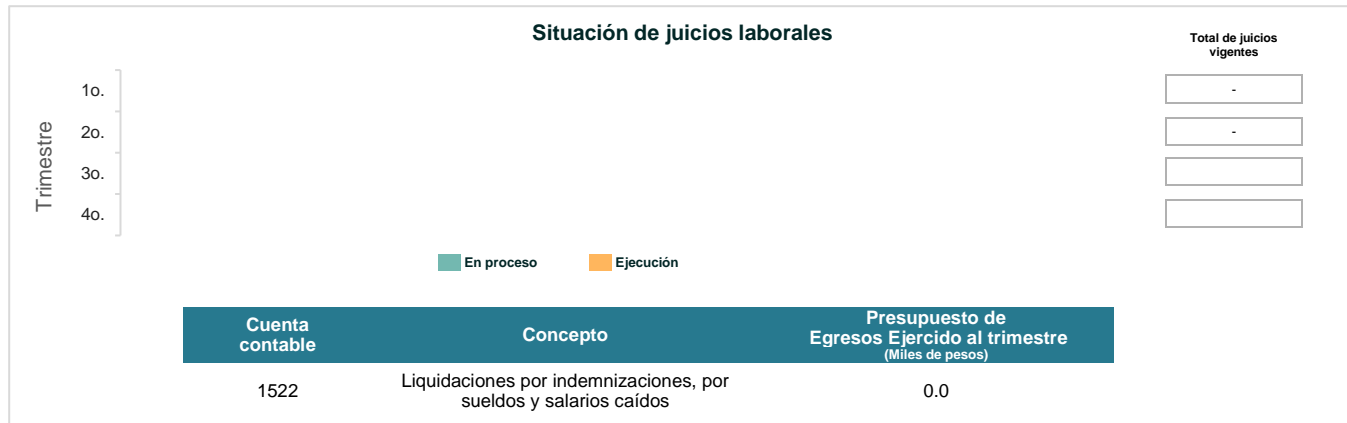 Situación de juicios laborales
Total de juicios
vigentes
Trimestre
1o.
-
2o.
-
3o.
4o.
En proceso
Ejecución
Cuenta
contable
Concepto
Presupuesto de
Egresos Ejercido al trimestre
(Miles de pesos)
1522
Liquidaciones por indemnizaciones, por
sueldos y salarios caídos
0.0